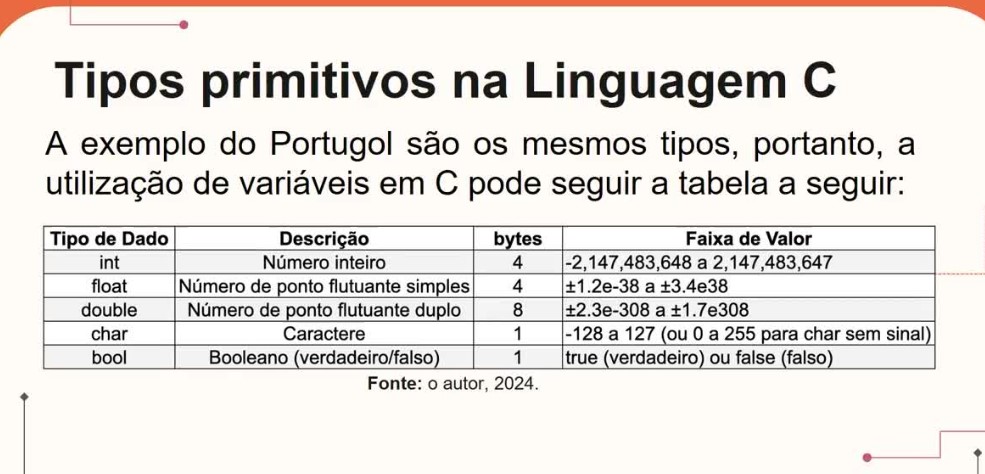 Tipos primitivos na Linguagem C
A exemplo do Portugol são os mesmos tipos, portanto, a
utilização de variáveis em C pode seguir a tabela a seguir:
Tipo de Dado Descrição bytes Faixa de Valor
int Número inteiro 4 -2,147,483,648 a 2,147,483,647
float Número de ponto flutuante simples 4 ±1.2e-38 a ±3.4e38
double Número de ponto flutuante duplo 8 ±2.3e-308 a ±1.7e308
char Caractere 1 -128 a 127 (ou 0 a 255 para char sem sinal)
bool Booleano (verdadeiro/falso) 1 true (verdadeiro) ou false (falso)
Fonte: o autor, 2024.